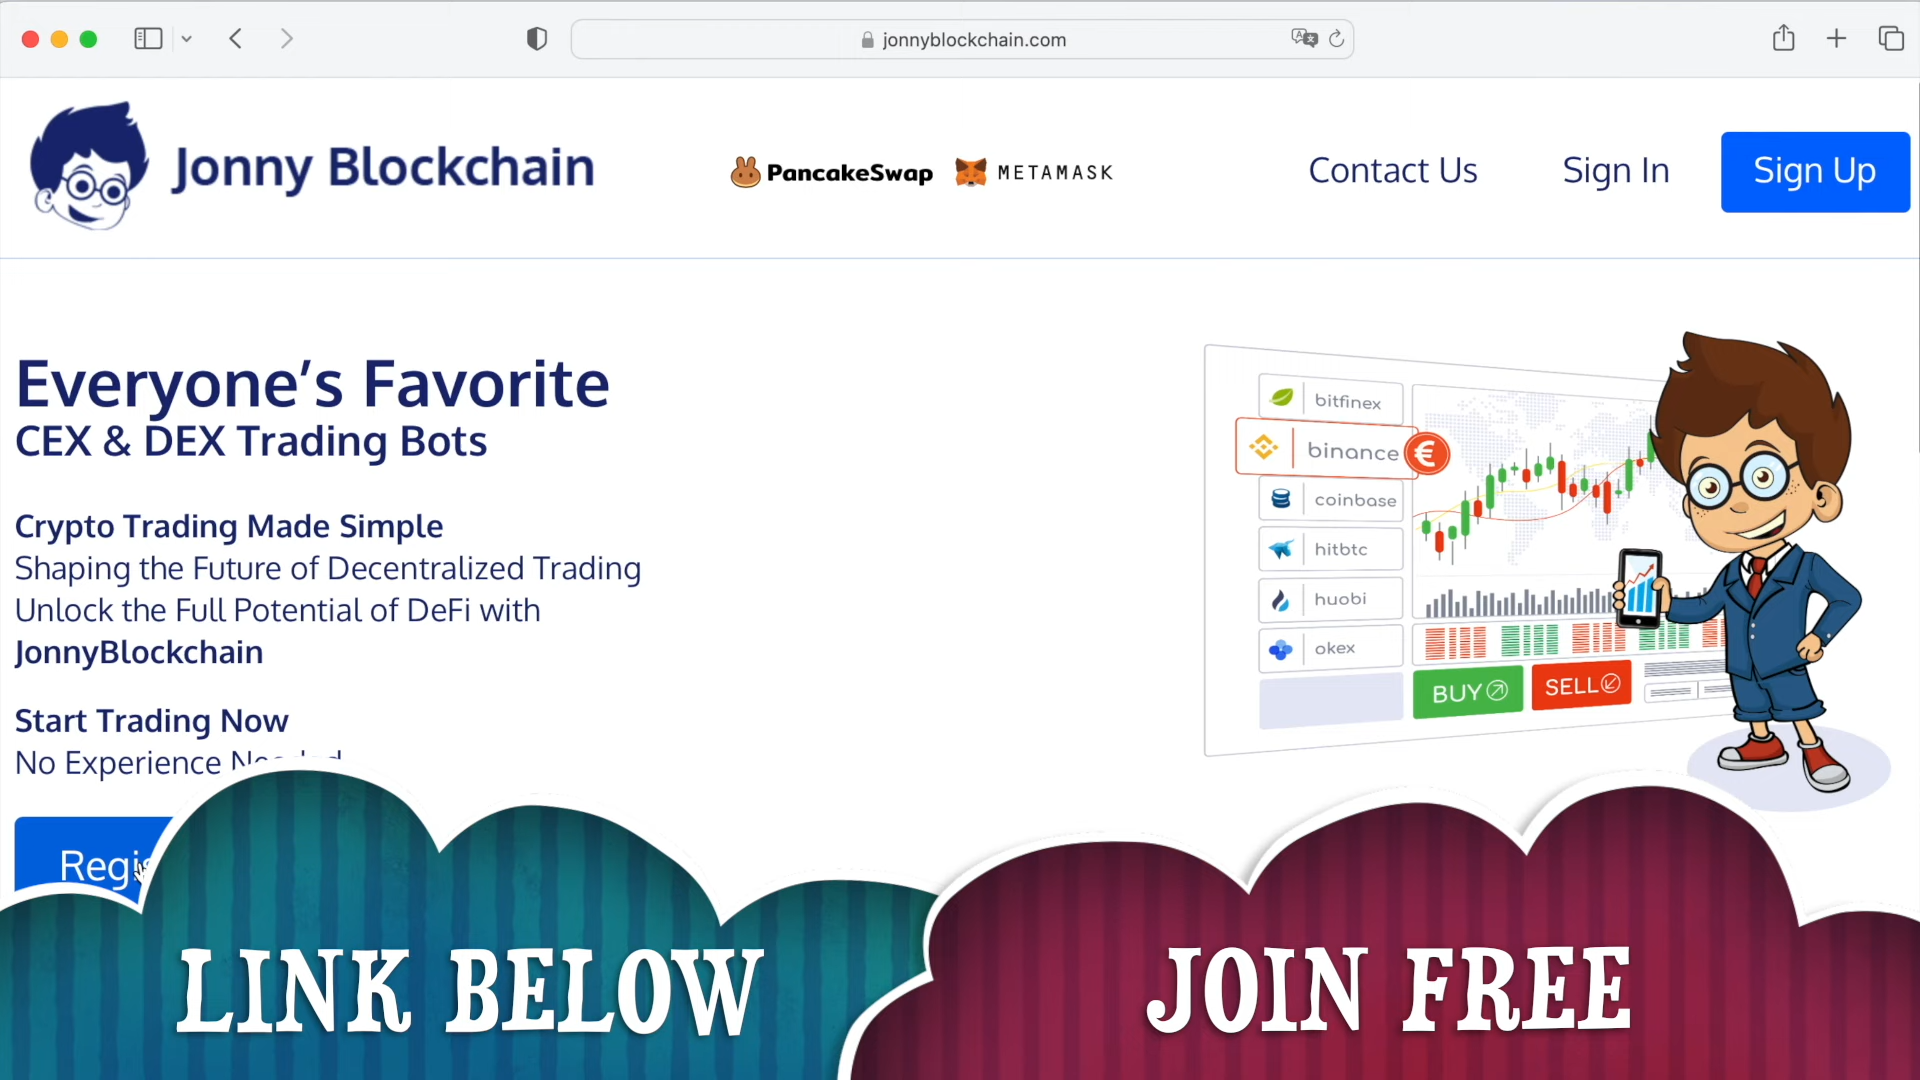 jonnyblockchain.com
Jonny Blockchain
PancakeSwap
METAMASK
Contact Us
Sign In
Sign Up
Everyone's Favorite
CEX & DEX Trading Bots
Crypto Trading Made Simple
Shaping the Future of Decentralized Trading
Unlock the Full Potential of DeFi with
JonnyBlockchain
Start Trading Now
No Experience
bitfinex
binance
€
coinbase
hitbtc
huobi
okex
BUY
SELL
LINK BELOW
JOIN FREE